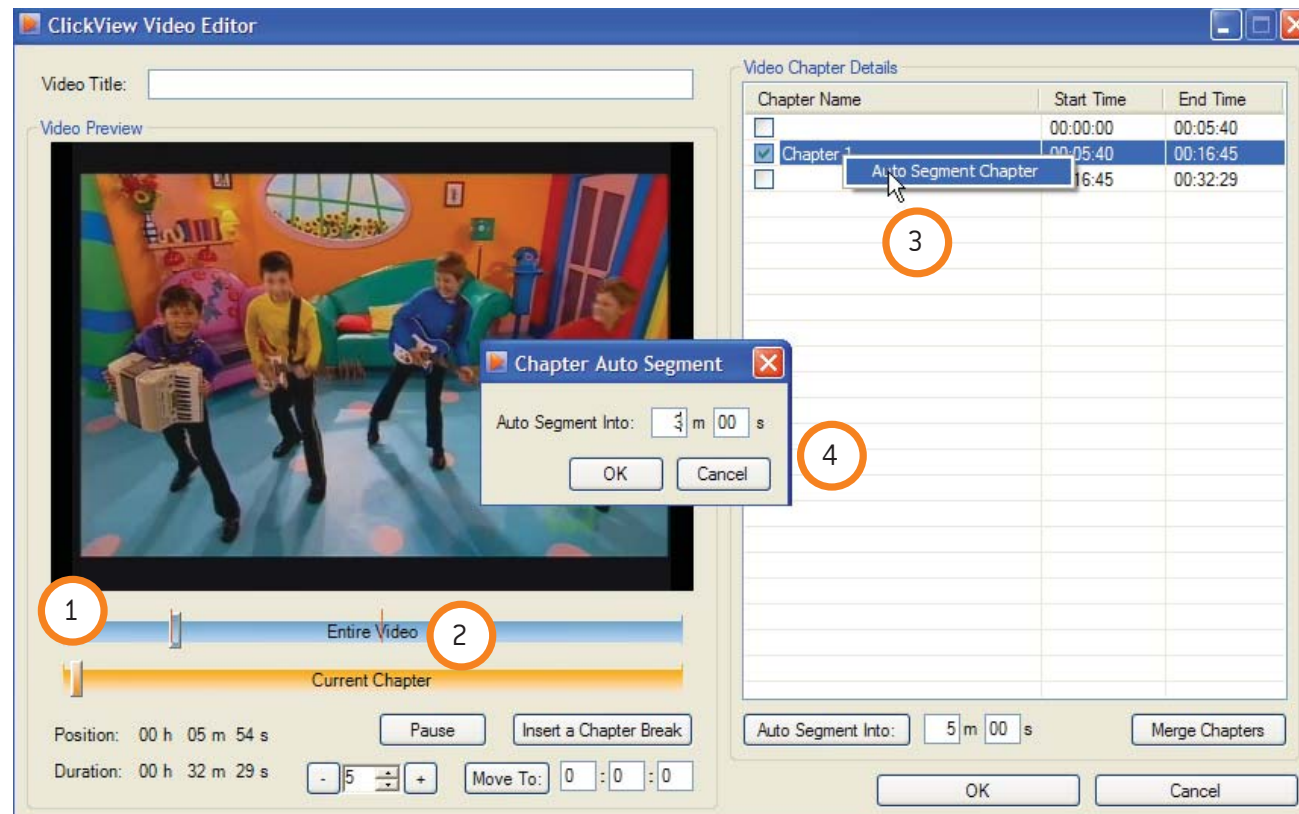 ClickView Video Editor
Video Title:
Video Preview
Entire Video
Current Chapter
Position: 00 h 05 m 54 s
Pause
Insert a Chapter Break
Duration: 00 h 32 m 29 s
- 5 +
Move To: 0 : 0 : 0
1
2
Video Chapter Details
Chapter Name Start Time End Time
00:00:00 00:05:40
Chapter 1 00:05:40 00:16:45
Auto Segment Chapter
16:45 00:32:29
3
Chapter Auto Segment
Auto Segment Into: 3 m 00 s
OK Cancel
4
Auto Segment Into: 5 m 00 s
Merge Chapters
OK Cancel